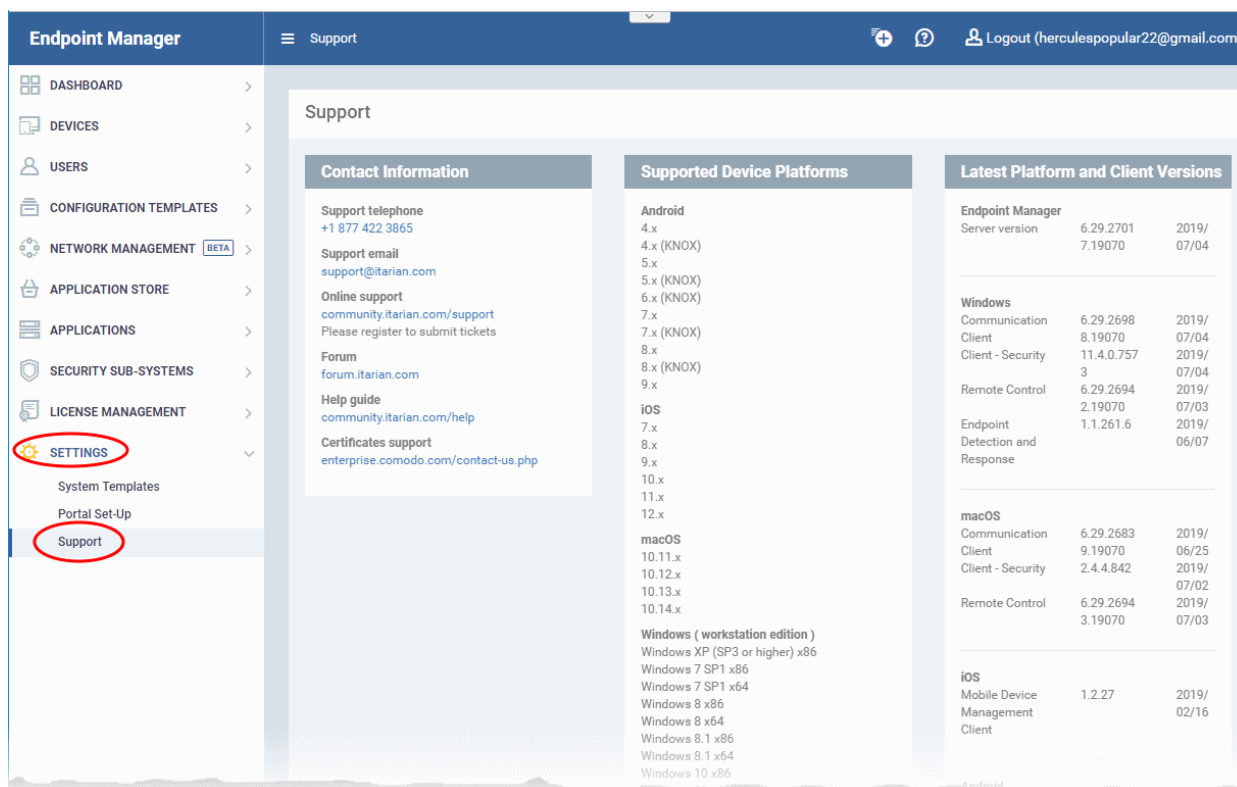 Endpoint Manager
Support
Logout (herculespopular22@gmail.com
DASHBOARD
DEVICES
USERS
CONFIGURATION TEMPLATES
NETWORK MANAGEMENT BETA
APPLICATION STORE
APPLICATIONS
SECURITY SUB-SYSTEMS
LICENSE MANAGEMENT
SETTINGS
System Templates
Portal Set-Up
Support
Support
Contact Information
Support telephone
+1 877 422 3865
Support email
support@itarian.com
Online support
community.itarian.com/support
Please register to submit tickets
Forum
forum.itarian.com
Help guide
community.itarian.com/help
Certificates support
enterprise.comodo.com/contact-us.php
Supported Device Platforms
Android
4.x
4.x (KNOX)
5.x
5.x (KNOX)
6.x (KNOX)
7.x
7.x (KNOX)
8.x
8.x (KNOX)
9.x
iOS
7.x
8.x
9.x
10.x
11.x
12.x
macOS
10.11.x
10.12.x
10.13.x
10.14.x
Windows ( workstation edition )
Windows XP (SP3 or higher) x86
Windows 7 SP1 x86
Windows 7 SP1 x64
Windows 8 x86
Windows 8 x64
Windows 8.1 x86
Windows 8.1 x64
Windows 10 x86
Latest Platform and Client Versions
Endpoint Manager
Server version 6.29.2701 2019/
7.19070 07/04
Windows
Communication 6.29.2698 2019/
Client 8.19070 07/04
Client - Security 11.4.0.757 2019/
3 07/04
Remote Control 6.29.2694 2019/
2.19070 07/03
Endpoint 1.1.261.6 2019/
Detection and 06/07
Response
macOS
Communication 6.29.2683 2019/
Client 9.19070 06/25
Client - Security 2.4.4.842 2019/
07/02
Remote Control 6.29.2694 2019/
3.19070 07/03
iOS
Mobile Device 1.2.27 2019/
Management 02/16
Client
Android